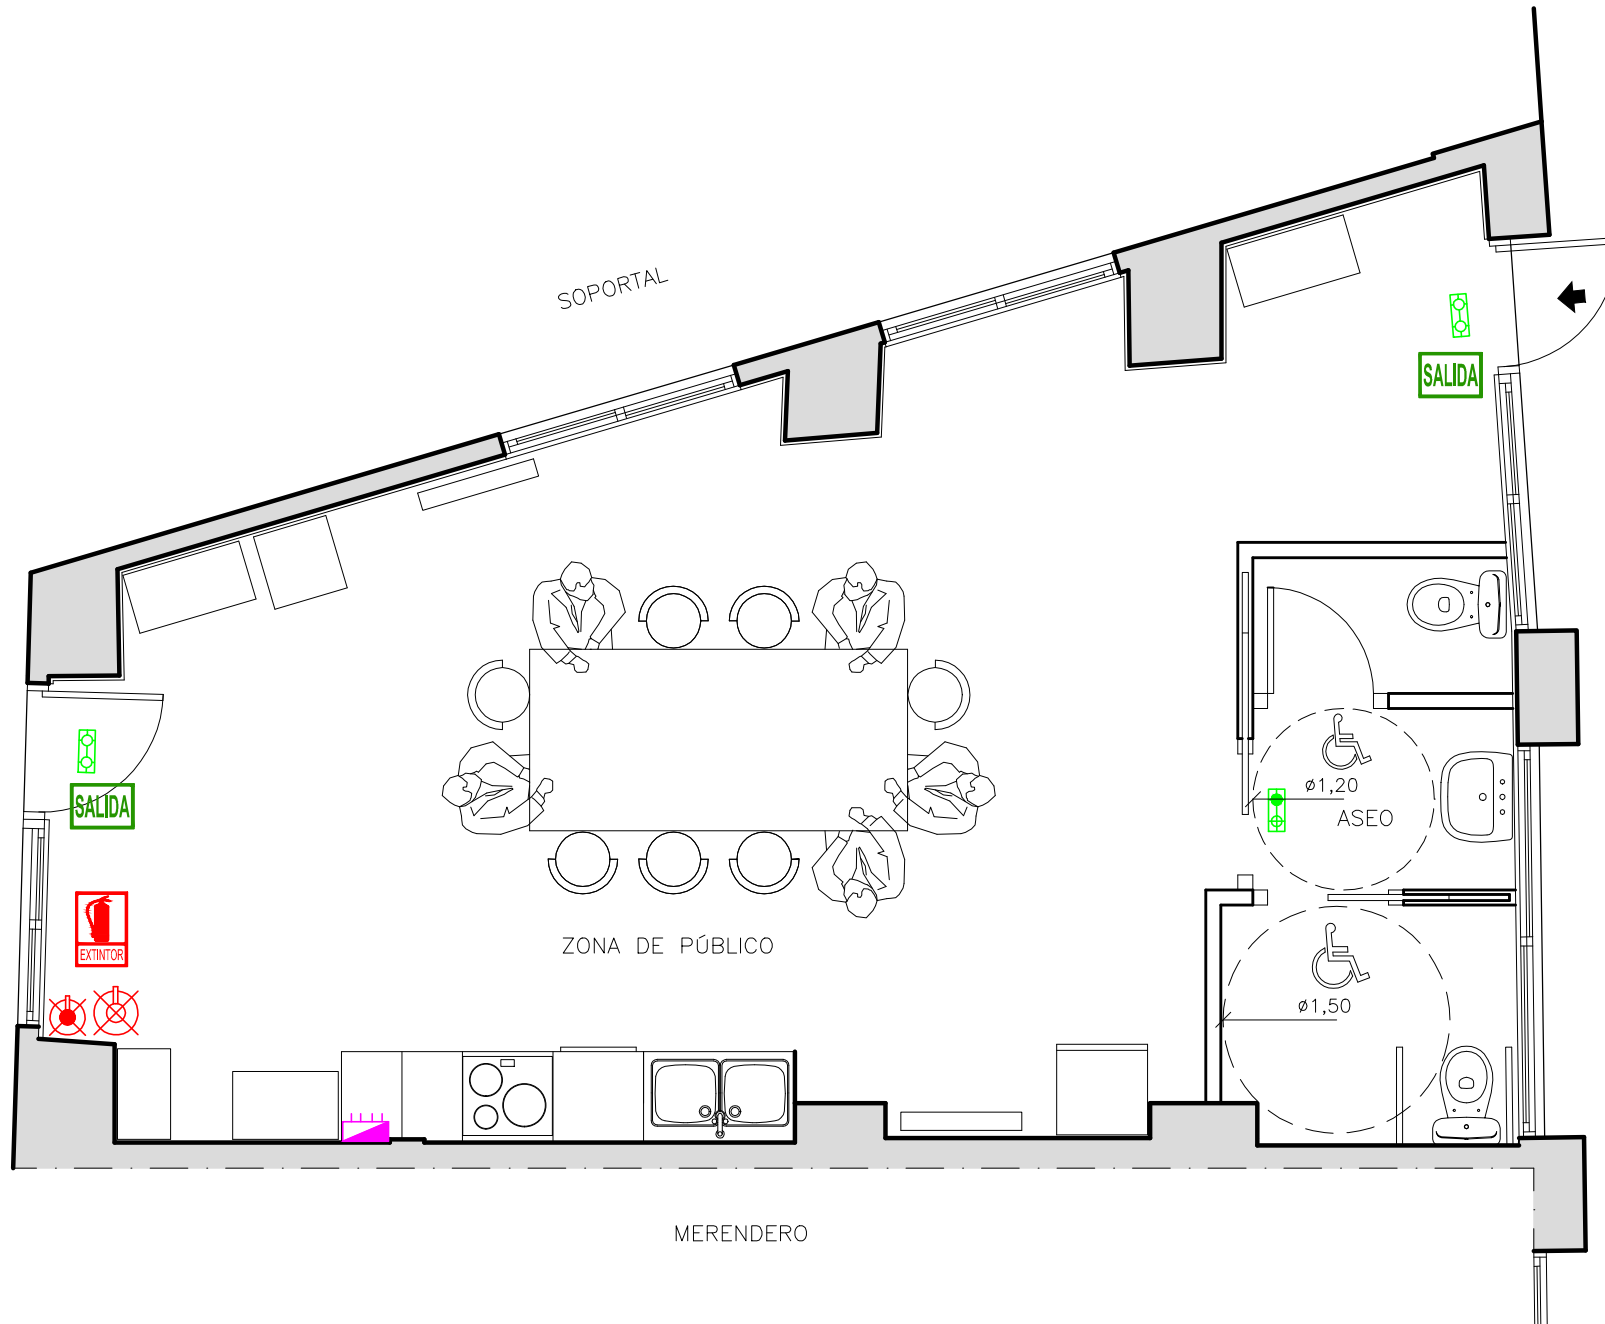 SOPORTAL
SALIDA
SALIDA
ø1,20
ASEO
EXTINTOR
ZONA DE PÚBLICO
ø1,50
MERENDERO